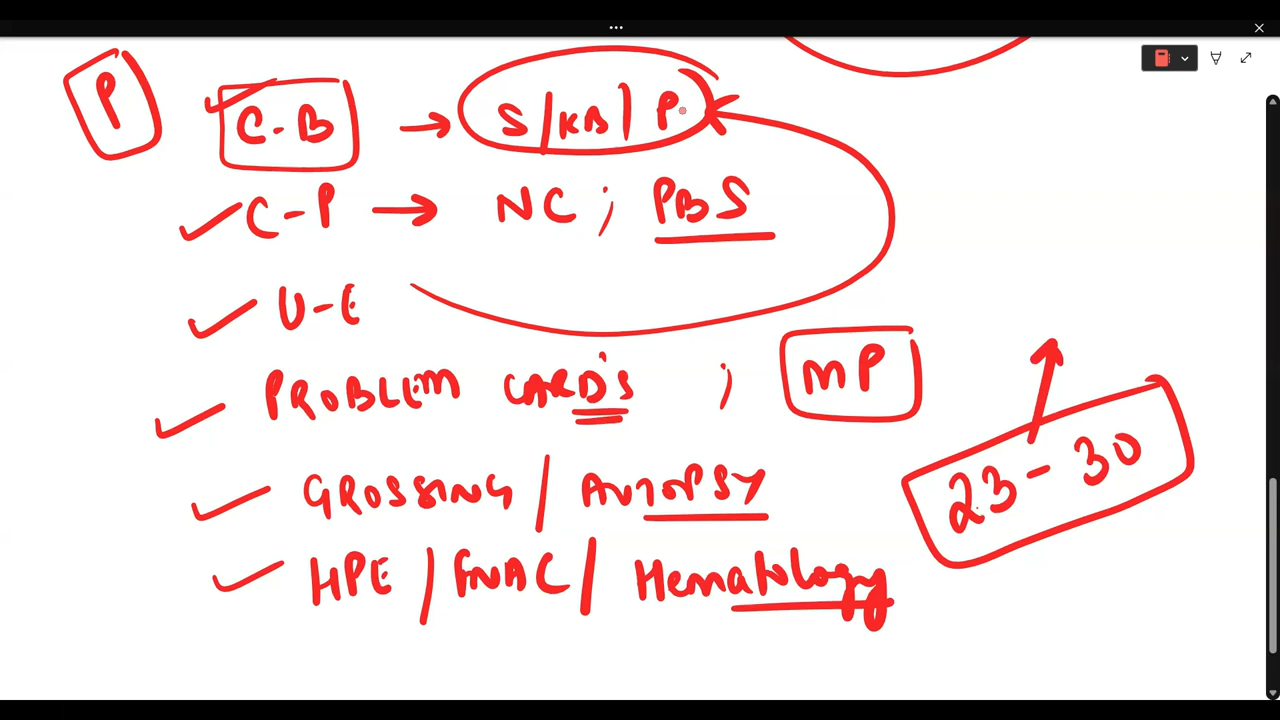 P
C-B → S/KB/P
C-P → NC; PBS
U-E
PROBLEM CARD'S ; MP
23-30
GROSSING / AUTOPSY
HPE / FNAC / Hematology